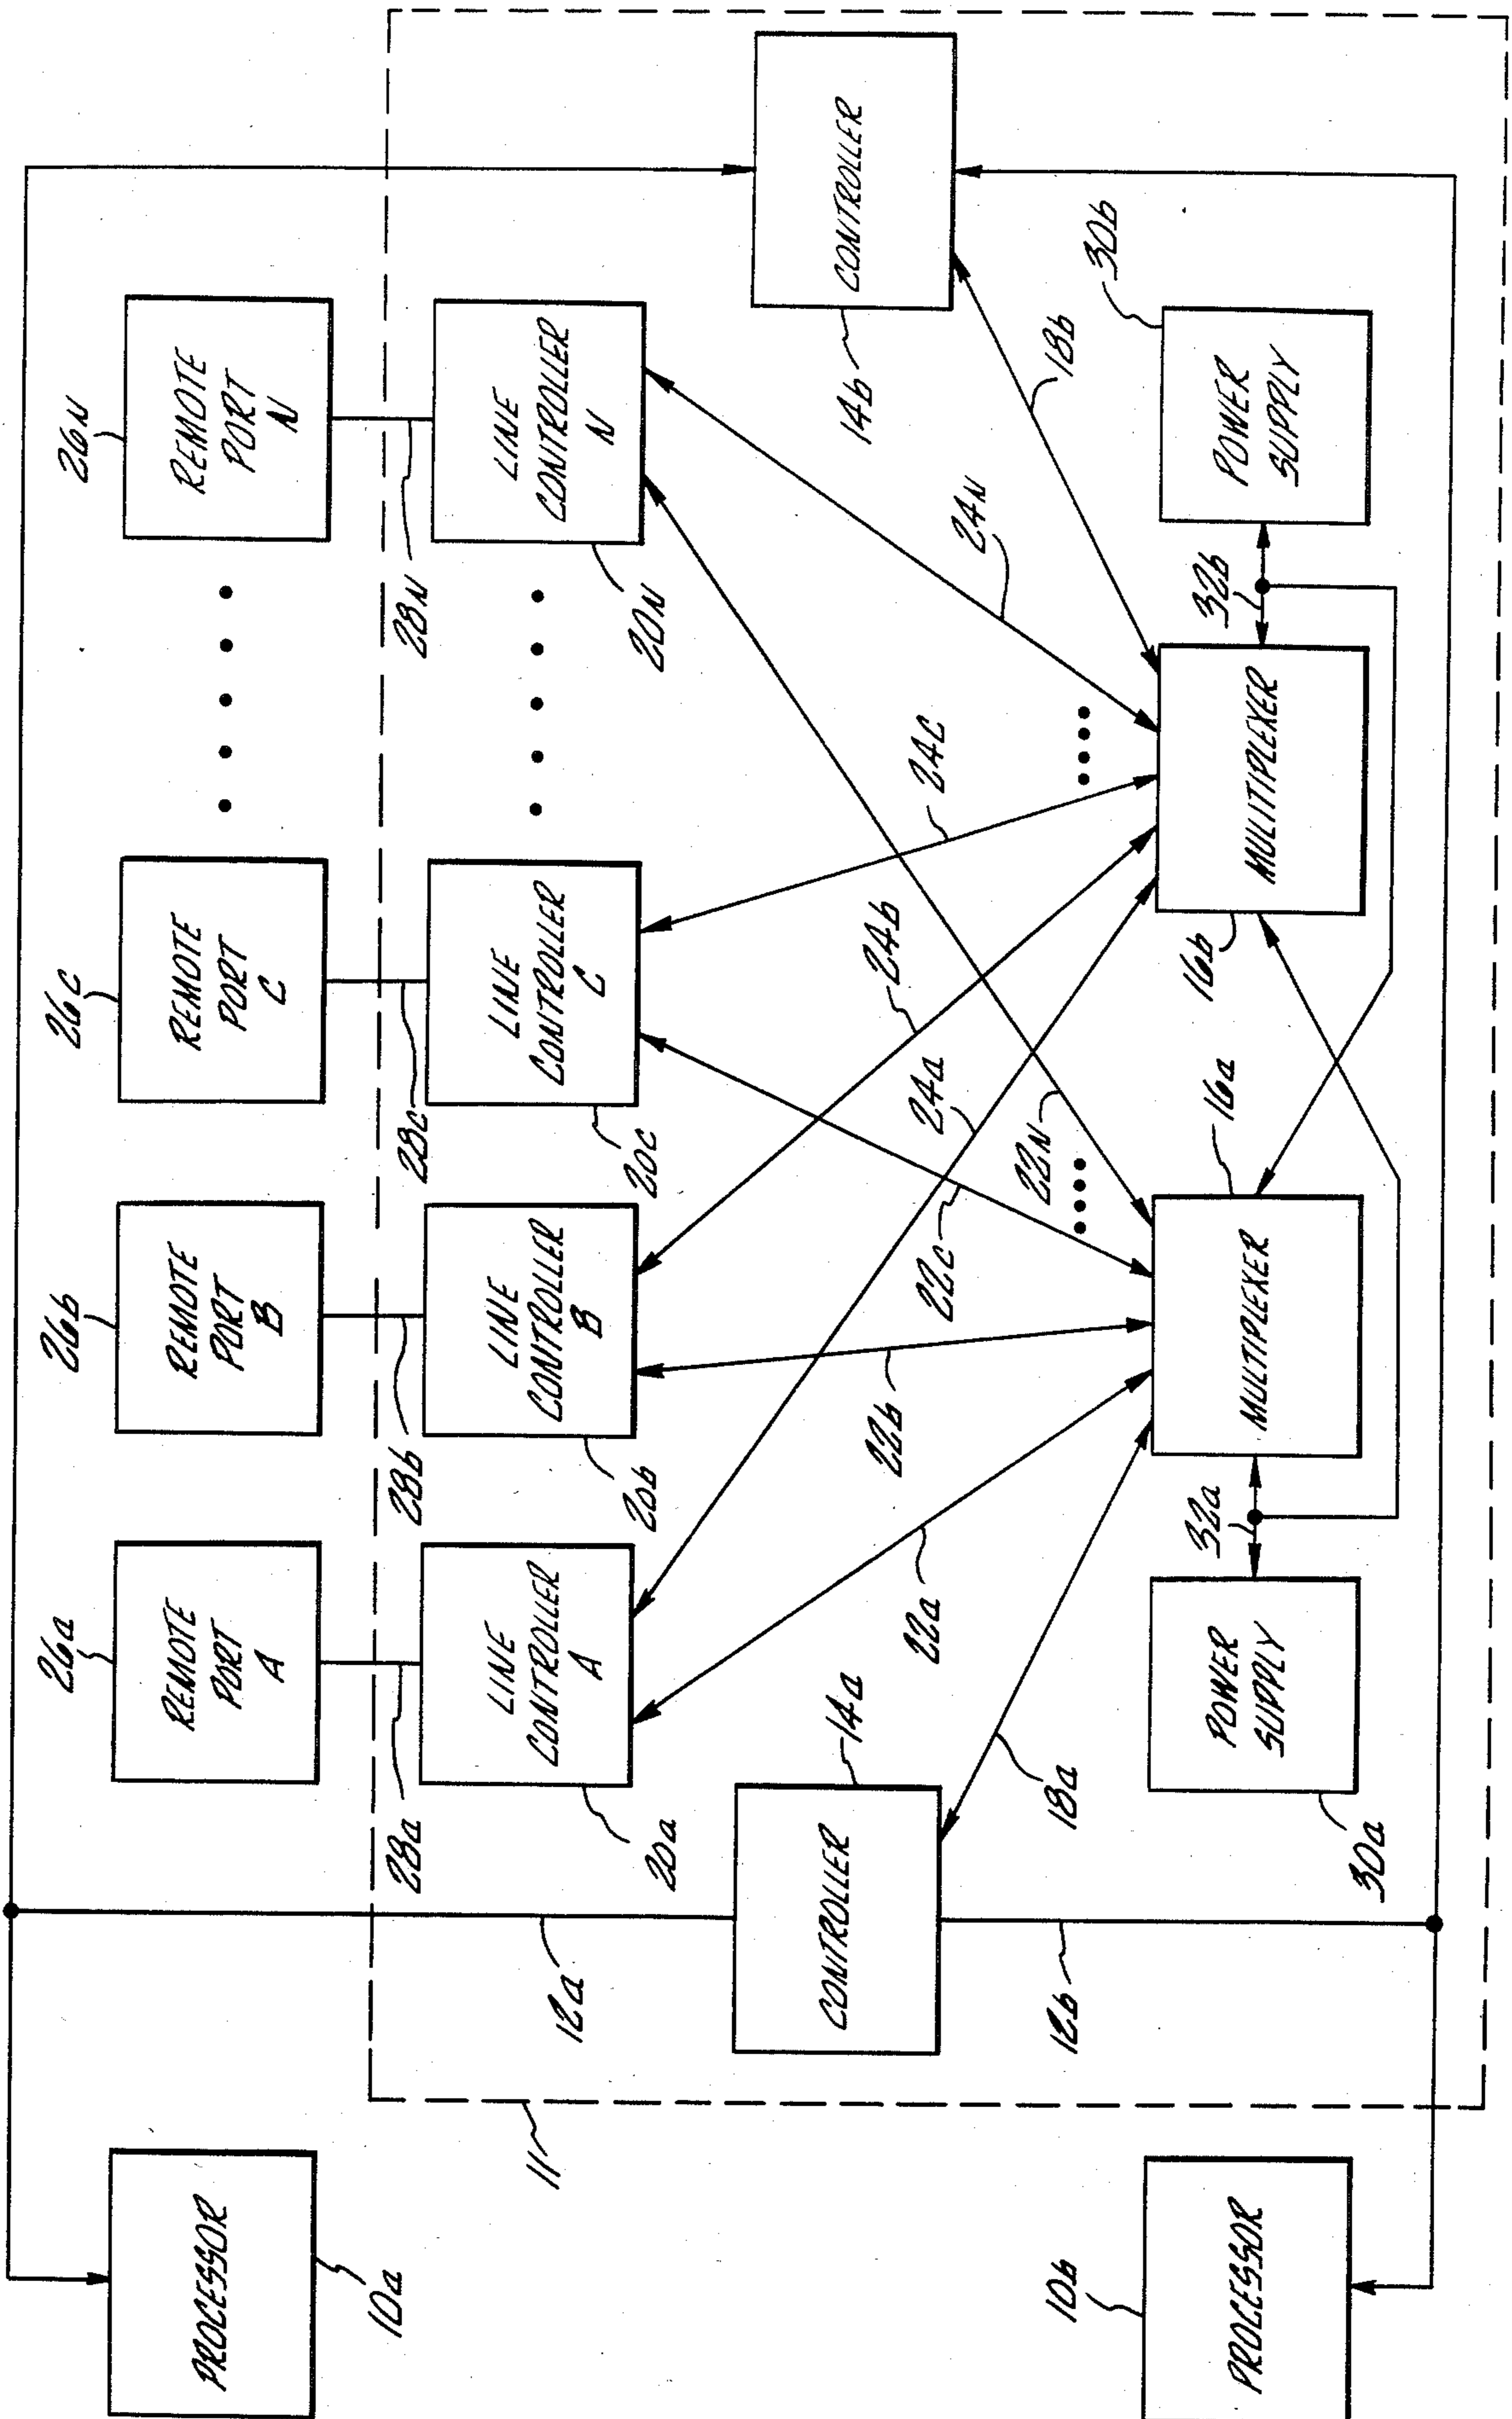 26a
26b
26c
26N
PROCESSOR
10a
REMOTE
PORT
A
REMOTE
PORT
B
REMOTE
PORT
C
REMOTE
PORT
N
28a
28b
28c
28N
LINE
CONTROLLER
A
LINE
CONTROLLER
B
LINE
CONTROLLER
C
LINE
CONTROLLER
N
11
12a
20a
20b
20c
20N
CONTROLLER
14a
CONTROLLER
14b
22a
22b
22c
22N
24a
24b
24c
24N
12b
18a
18b
10b
PROCESSOR
POWER
SUPPLY
30a
32a
MULTIPLEXER
16a
16b
MULITIPLEXER
32b
POWER
SUPPLY
30b